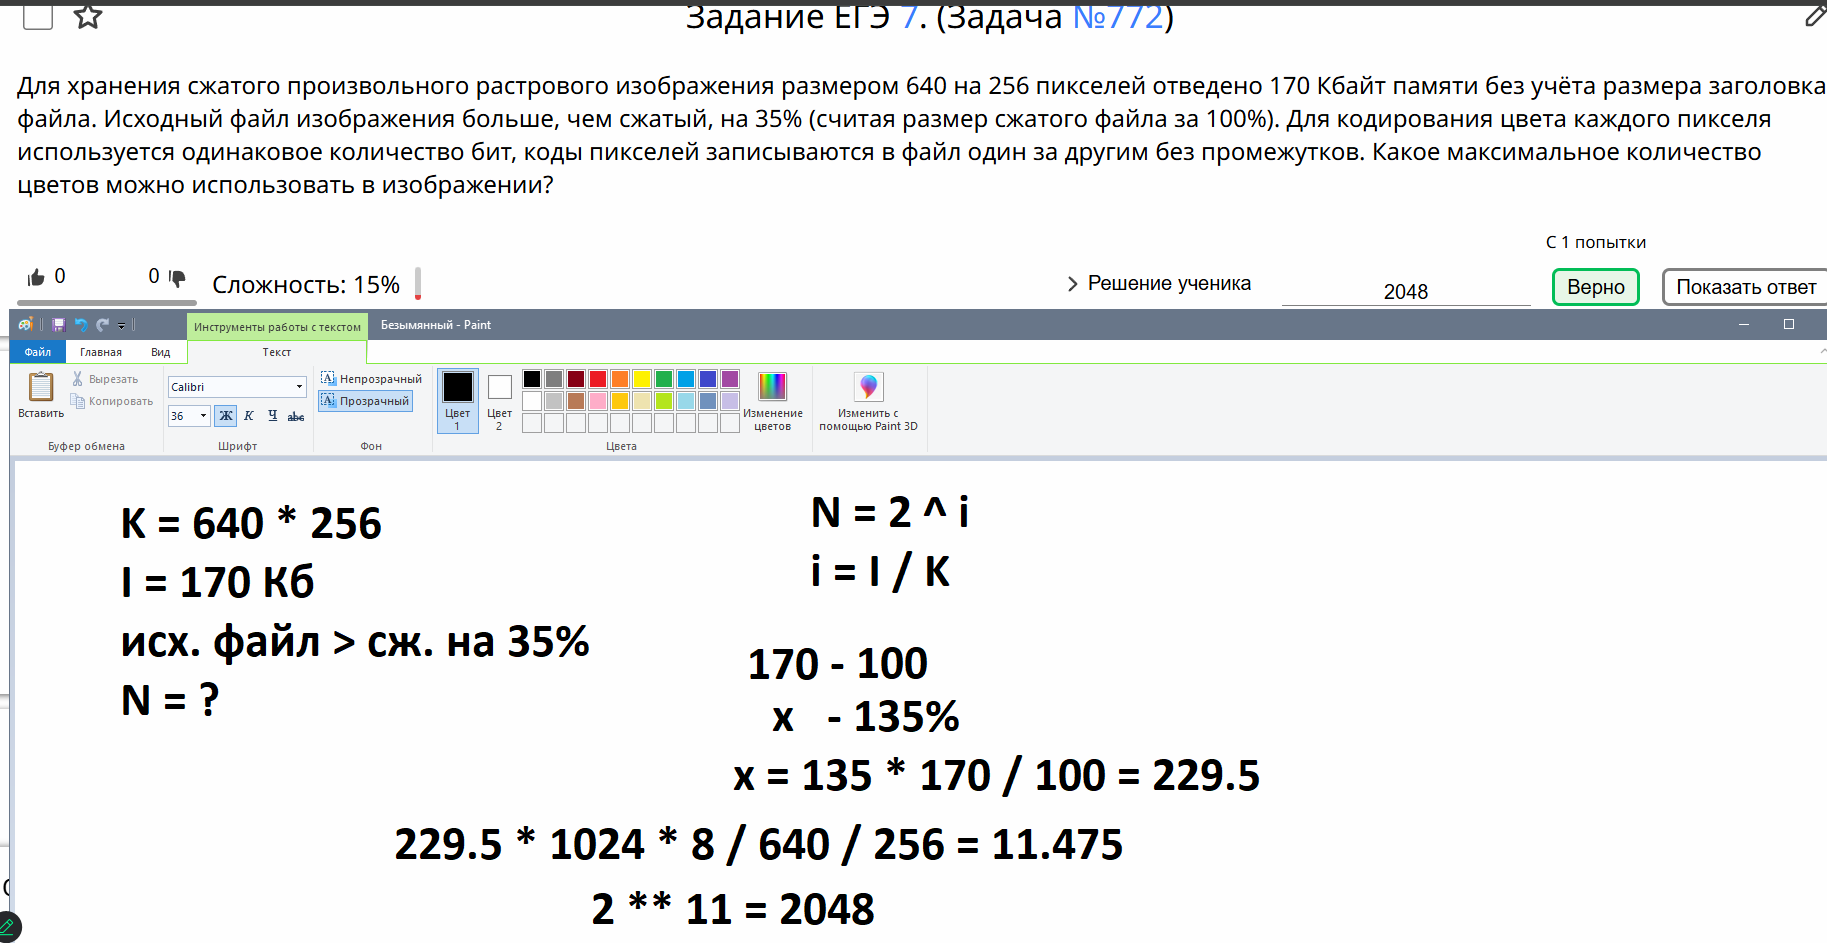 Задание ЕГЭ 7. (Задача №772)
Для хранения сжатого произвольного растрового изображения размером 640 на 256 пикселей отведено 170 Кбайт памяти без учёта размера заголовка
файла. Исходный файл изображения больше, чем сжатый, на 35% (считая размер сжатого файла за 100%). Для кодирования цвета каждого пикселя
используется одинаковое количество бит, коды пикселей записываются в файл один за другим без промежутков. Какое максимальное количество
цветов можно использовать в изображении?
С 1 попытки
0 0 Сложность: 15% Решение ученика 2048 Верно Показать ответ
Инструменты работы с текстом Безымянный - Paint
Файл Главная Вид Текст
Вставить
Вырезать
Копировать
Буфер обмена
Calibri
36 Ж К Ч abc
Шрифт
Непрозрачный
Прозрачный
Фон
Цвет
1
Цвет
2
Цвета
Изменение
цветов
Изменить с
помощью Paint 3D
K = 640 * 256
I = 170 Кб
исх. файл > сж. на 35%
N = ?
N = 2 ^ i
i = I / K
170 - 100
x - 135%
x = 135 * 170 / 100 = 229.5
229.5 * 1024 * 8 / 640 / 256 = 11.475
2 ** 11 = 2048